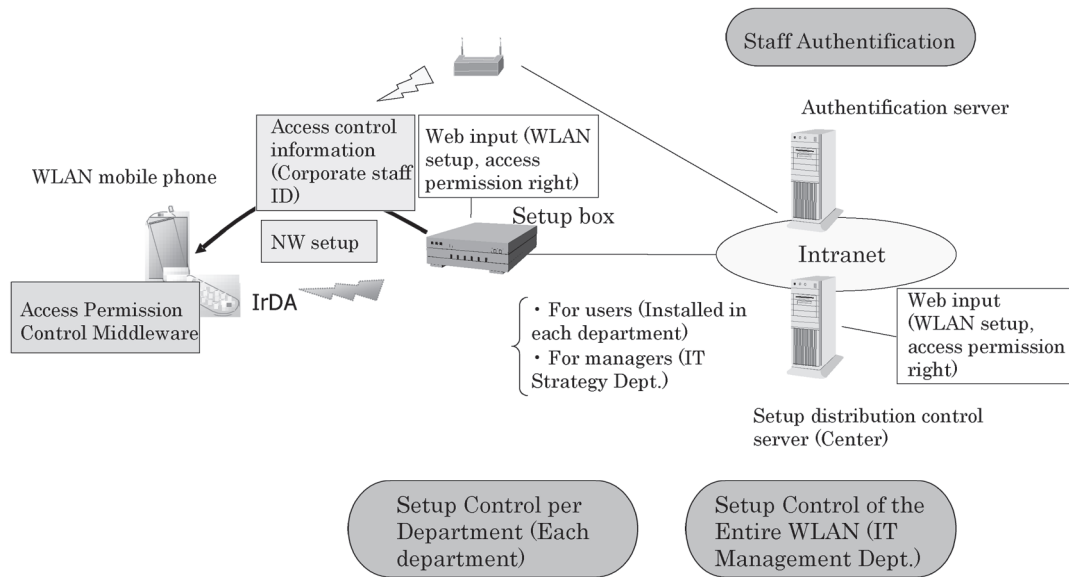 Staff Authentification
Authentification server
Access control
information
(Corporate staff
ID)
Web input (WLAN
setup, access
permission right)
WLAN mobile phone
Setup box
NW setup
Intranet
IrDA
Access Permission
Control Middleware
・For users (Installed in
each department)
・For managers (IT
Strategy Dept.)
Web input
(WLAN setup,
access permission
right)
Setup distribution control
server (Center)
Setup Control per
Department (Each
department)
Setup Control of the
Entire WLAN (IT
Management Dept.)